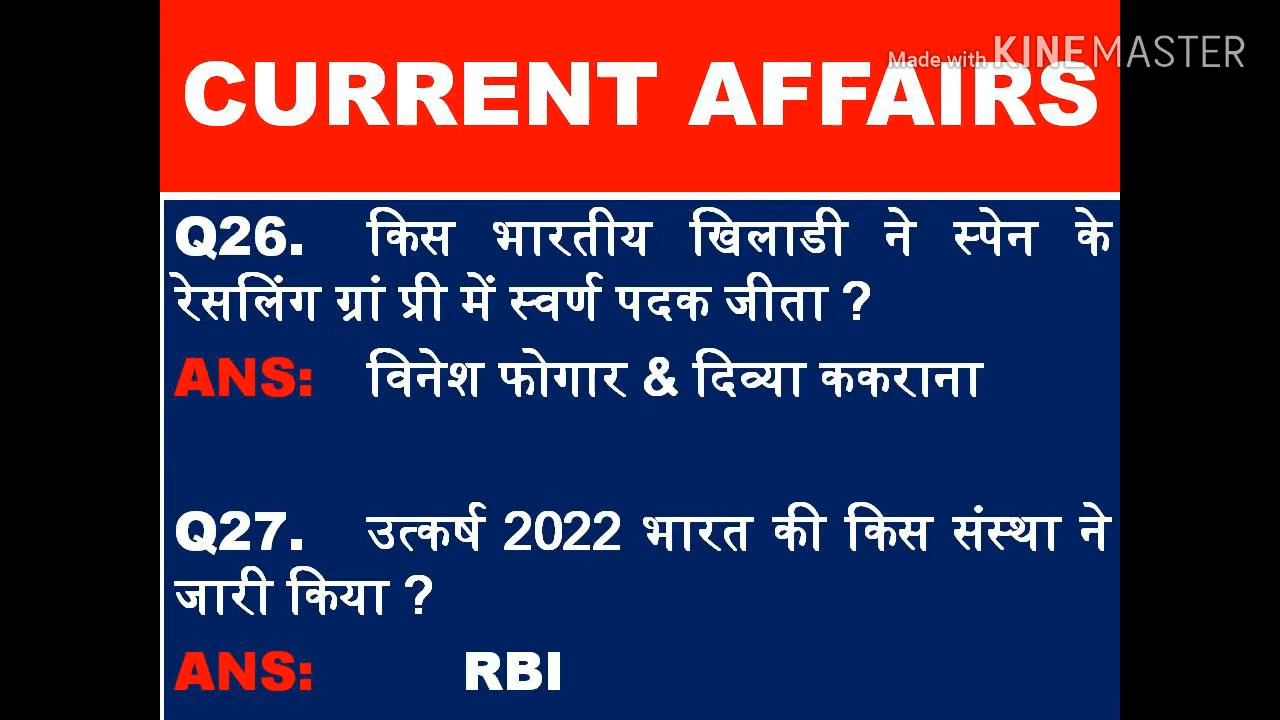 Made with KINEMASTER
CURRENT AFFAIRS
Q26. किस भारतीय खिलाडी ने स्पेन के
रेसलिंग ग्रां प्री में स्वर्ण पदक जीता ?
ANS: विनेश फोगार & दिव्या ककराना
Q27. उत्कर्ष 2022 भारत की किस संस्था ने
जारी किया ?
ANS: RBI